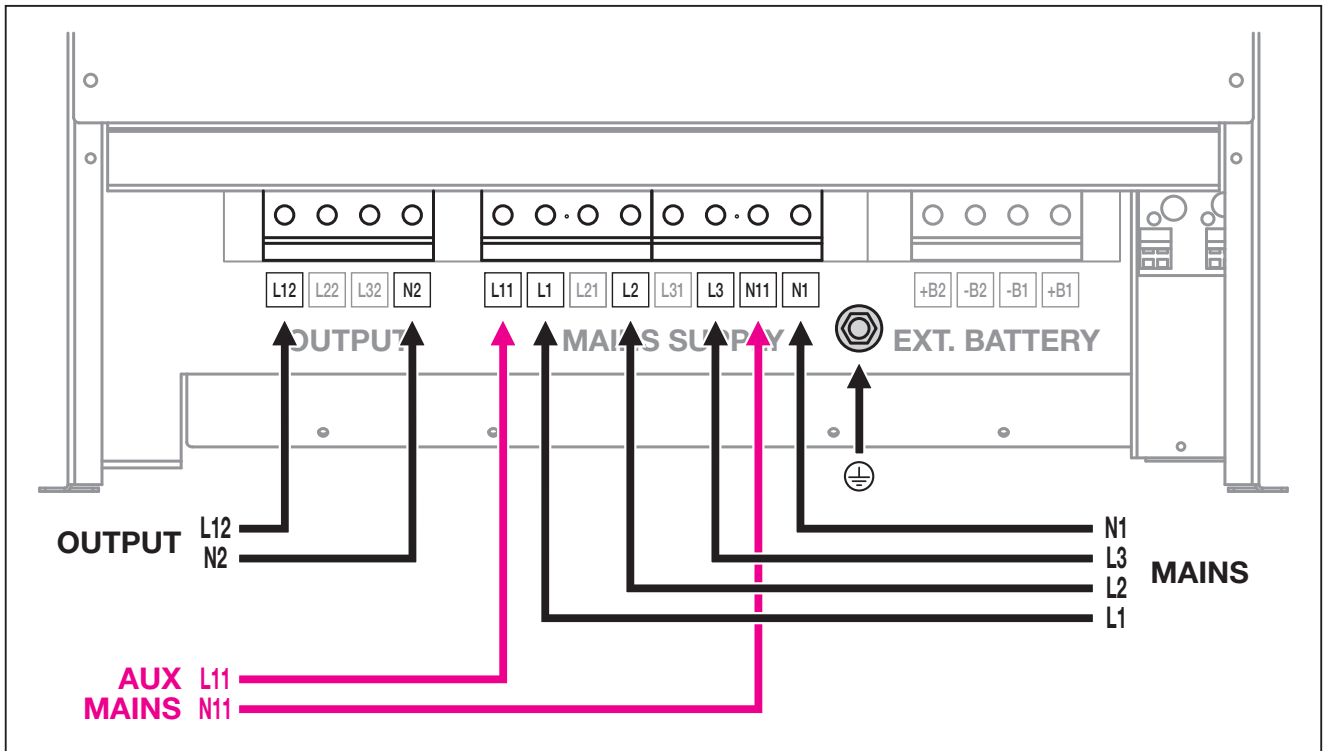 L12 L22 L32 N2 L11 L1 L21 L2 L31 L3 N11 N1 +B2 -B2 -B1 +B1
OUTPUT MAINS SUPPLY EXT. BATTERY
OUTPUT L12
N2
N1
L3
L2
L1
MAINS
AUX L11
MAINS N11